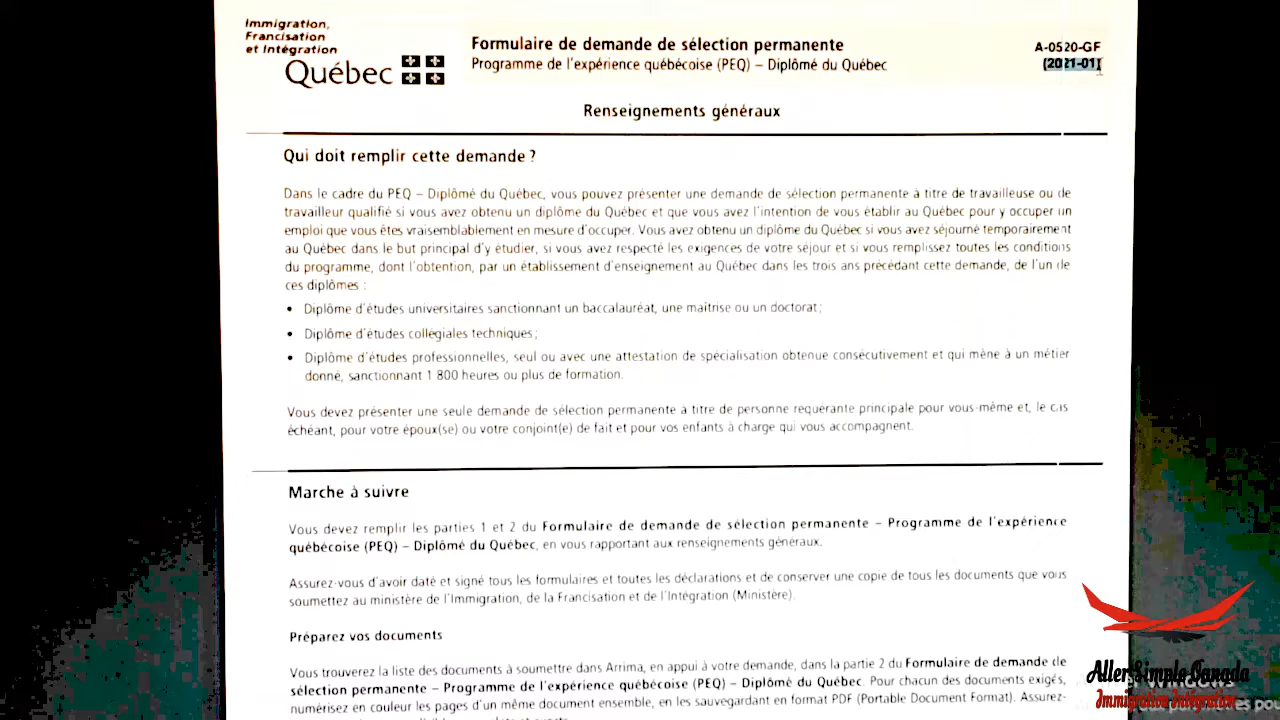 Immigration,
Francisation
et Intégration
Québec
Formulaire de demande de sélection permanente
Programme de l'expérience québécoise (PEQ) – Diplômé du Québec
A-0520-GF
(2021-01)
Renseignements généraux
Qui doit remplir cette demande ?
Dans le cadre du PEQ – Diplômé du Québec, vous pouvez présenter une demande de sélection permanente à titre de travailleuse ou de
travailleur qualifié si vous avez obtenu un diplôme du Québec et que vous avez l'intention de vous établir au Québec pour y occuper un
emploi que vous êtes vraisemblablement en mesure d'occuper. Vous avez obtenu un diplôme du Québec si vous avez séjourné temporairement
au Québec dans le but principal d'y étudier, si vous avez respecté les exigences de votre séjour et si vous remplissez toutes les conditions
du programme, dont l'obtention, par un établissement d'enseignement au Québec dans les trois ans précédant cette demande, de l'un de
ces diplômes :
• Diplôme d'études universitaires sanctionnant un baccalauréat, une maîtrise ou un doctorat ;
• Diplôme d'études collégiales techniques ;
• Diplôme d'études professionnelles, seul ou avec une attestation de spécialisation obtenue consécutivement et qui mène à un métier
donné, sanctionnant 1 800 heures ou plus de formation.
Vous devez présenter une seule demande de sélection permanente à titre de personne requérante principale pour vous-même et, le cas
échéant, pour votre époux(se) ou votre conjoint(e) de fait et pour vos enfants à charge qui vous accompagnent.
Marche à suivre
Vous devez remplir les parties 1 et 2 du Formulaire de demande de sélection permanente – Programme de l'expérience
québécoise (PEQ) – Diplômé du Québec, en vous rapportant aux renseignements généraux.
Assurez-vous d'avoir daté et signé tous les formulaires et toutes les déclarations et de conserver une copie de tous les documents que vous
soumettez au ministère de l'Immigration, de la Francisation et de l'Intégration (Ministère).
Préparez vos documents
Vous trouverez la liste des documents à soumettre dans Arrima, en appui à votre demande, dans la partie 2 du Formulaire de demande de
sélection permanente – Programme de l'expérience québécoise (PEQ) – Diplômé du Québec. Pour chacun des documents exigés,
numérisez en couleur les pages d'un même document ensemble, en les sauvegardant en format PDF (Portable Document Format). Assurez-
Aller Simple Canada
Immigration Intégration